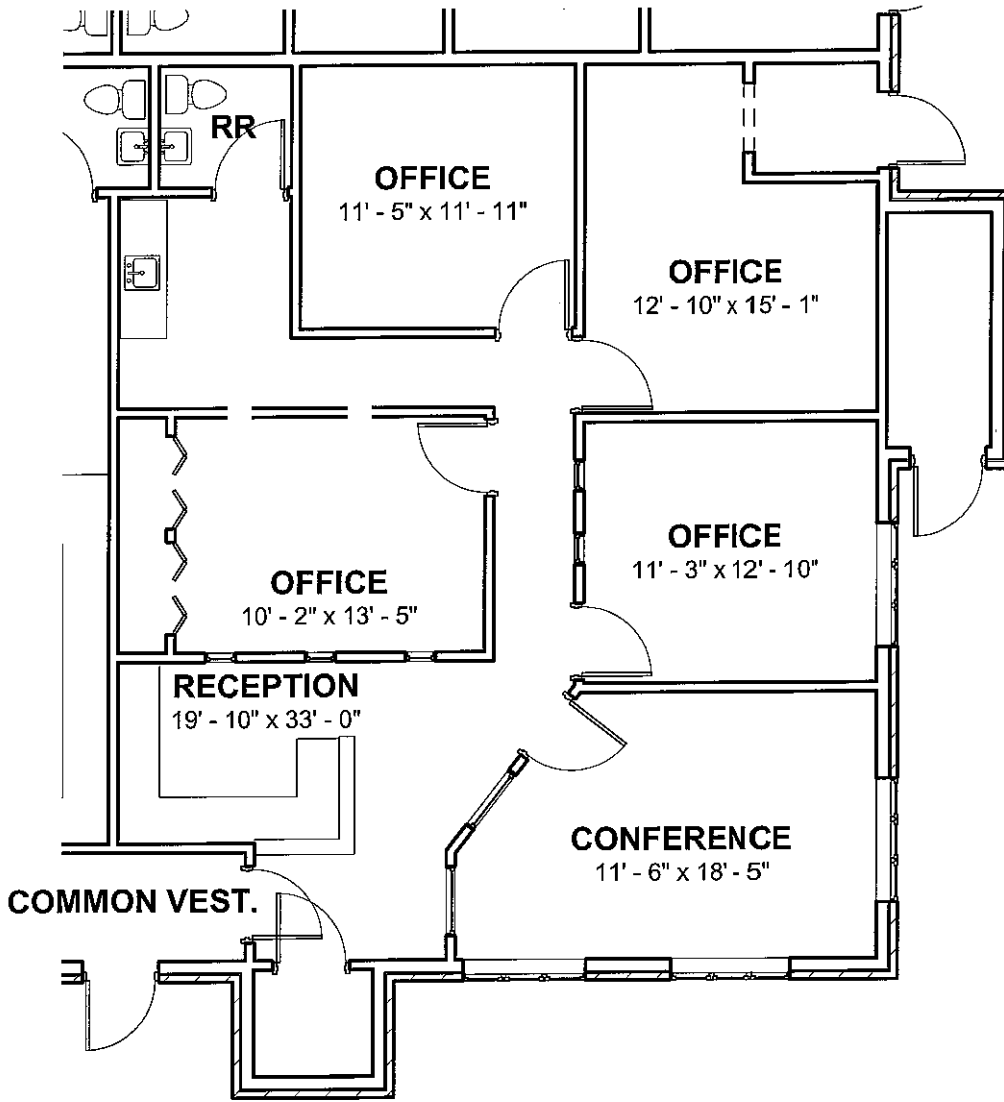 RR
OFFICE
11' - 5" x 11' - 11"
OFFICE
12' - 10" x 15' - 1"
OFFICE
11' - 3" x 12' - 10"
OFFICE
10' - 2" x 13' - 5"
RECEPTION
19' - 10" x 33' - 0"
CONFERENCE
11' - 6" x 18' - 5"
COMMON VEST.